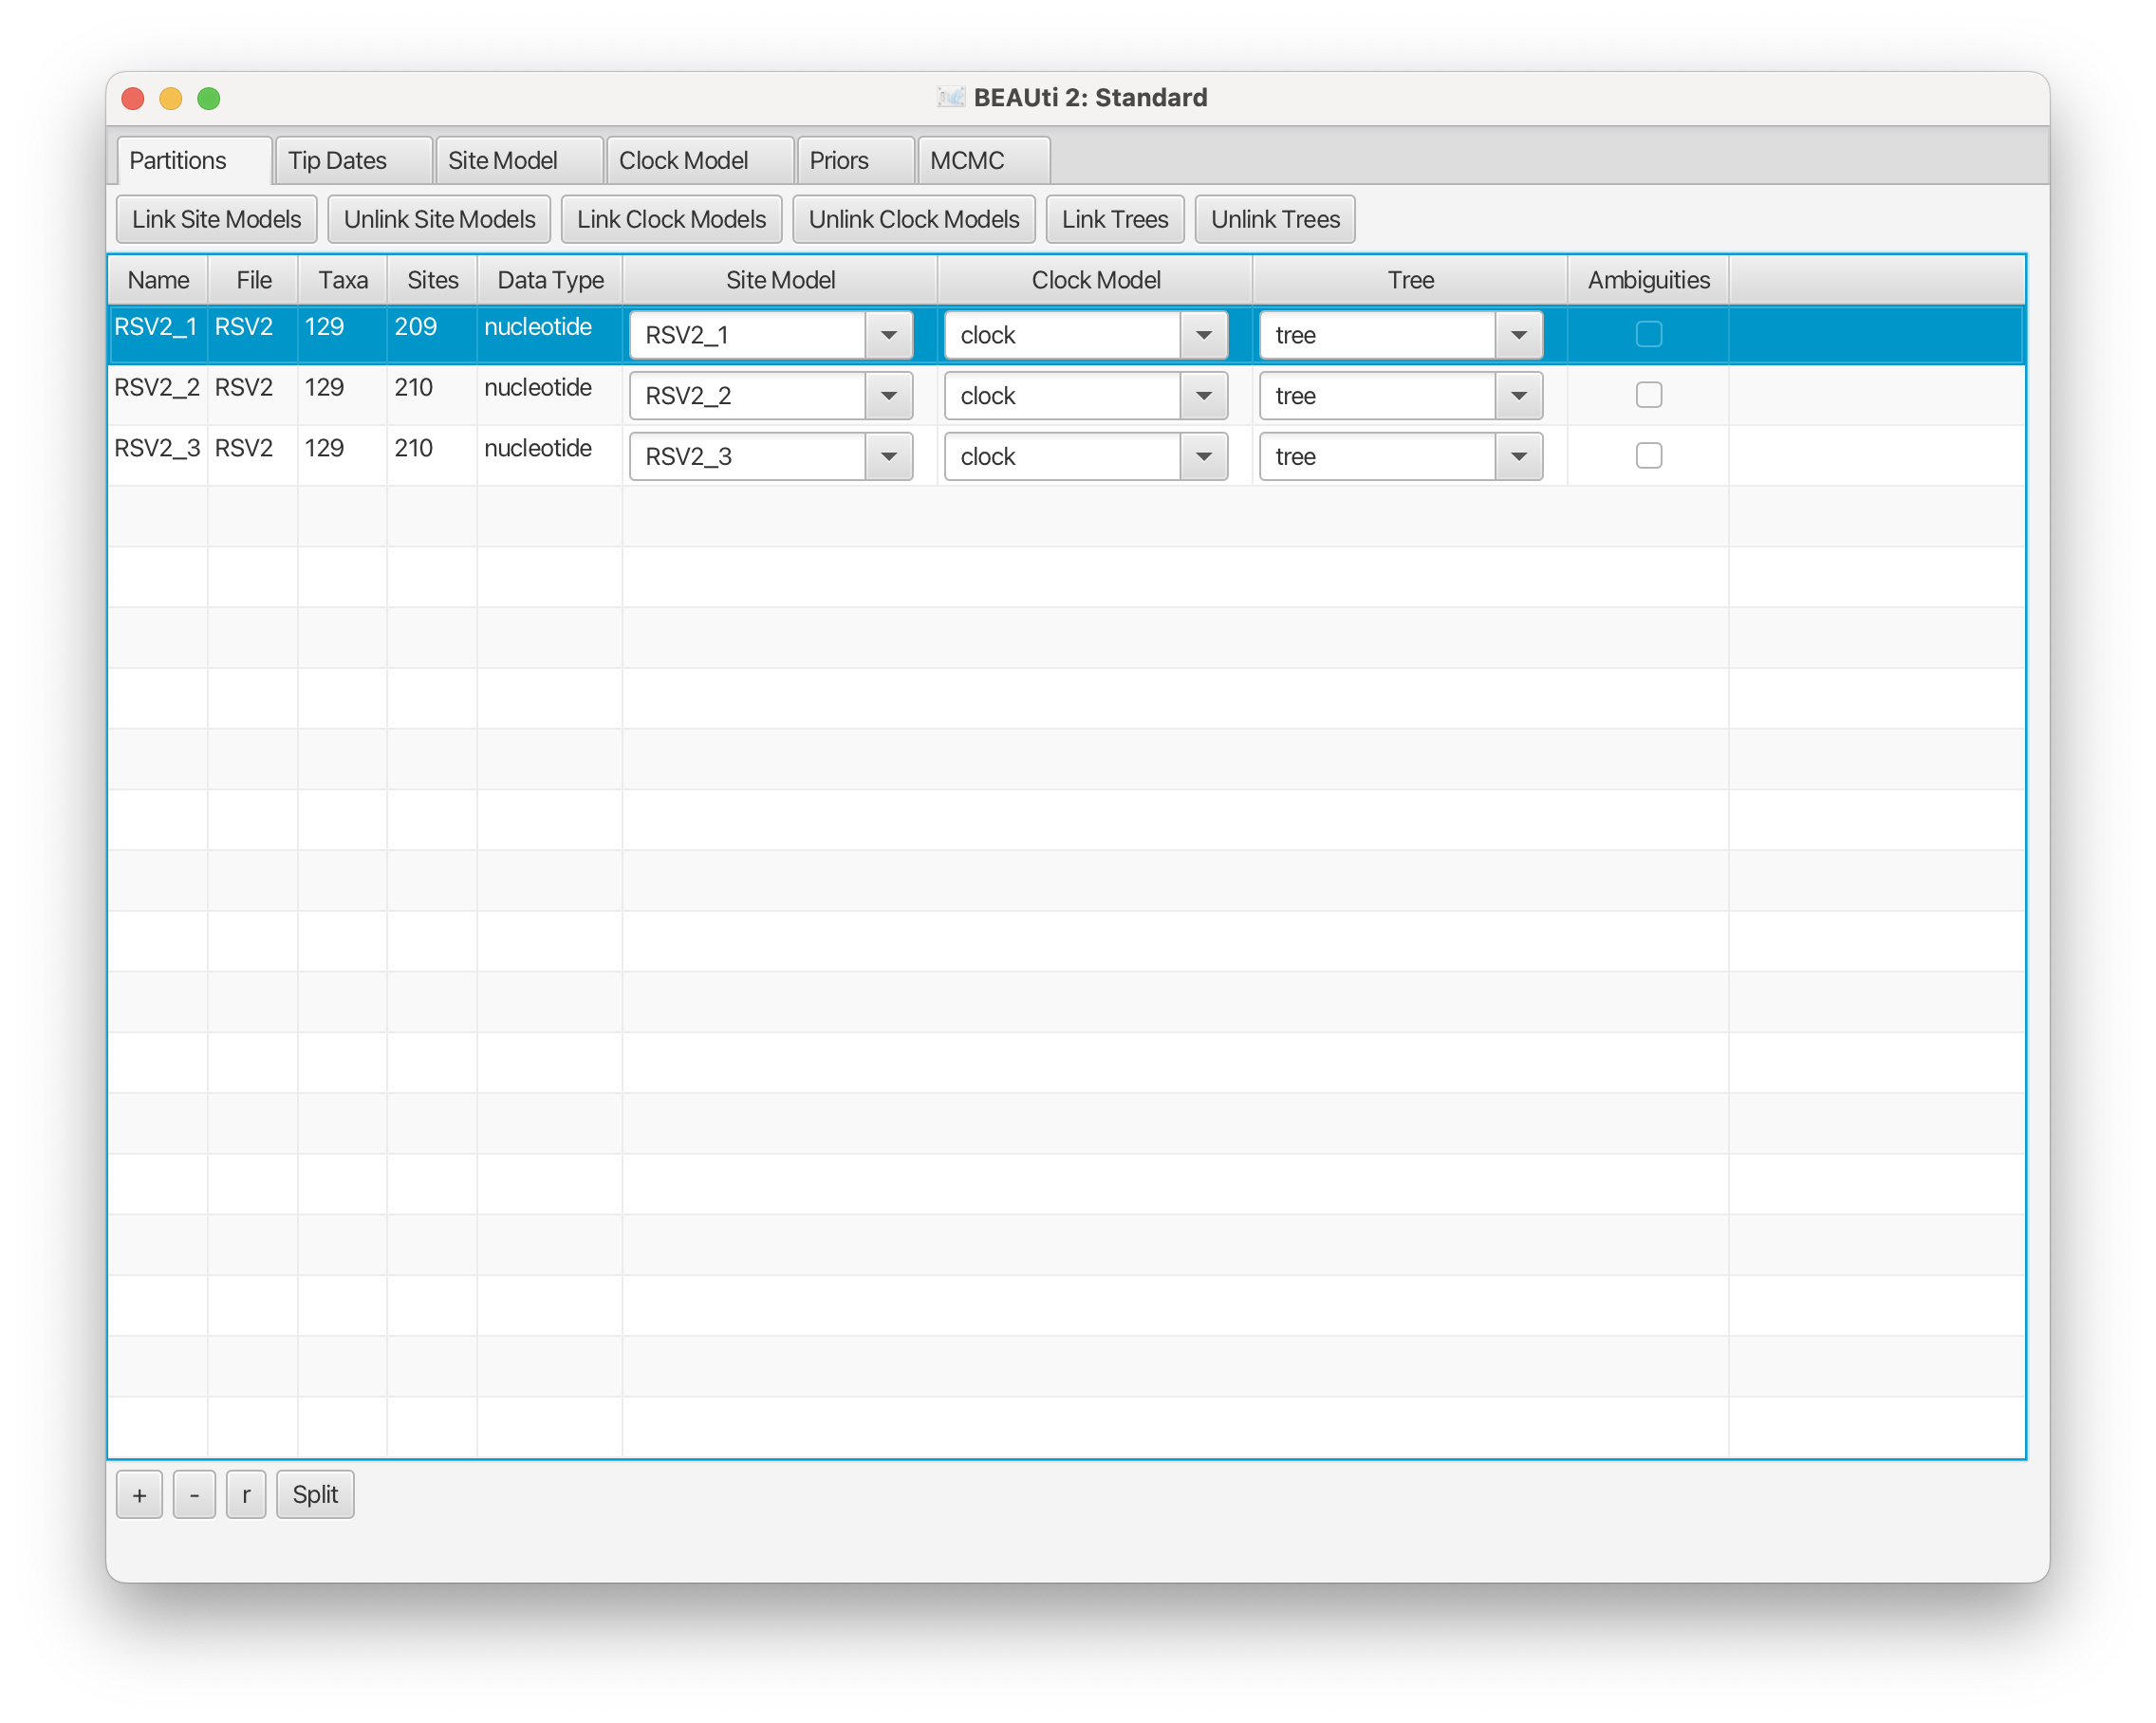 BEAUti 2: Standard
Partitions Tip Dates Site Model Clock Model Priors MCMC
Link Site Models Unlink Site Models Link Clock Models Unlink Clock Models Link Trees Unlink Trees
Name File Taxa Sites Data Type Site Model Clock Model Tree Ambiguities
RSV2_1 RSV2 129 209 nucleotide RSV2_1 clock tree
RSV2_2 RSV2 129 210 nucleotide RSV2_2 clock tree
RSV2_3 RSV2 129 210 nucleotide RSV2_3 clock tree
+ - r Split